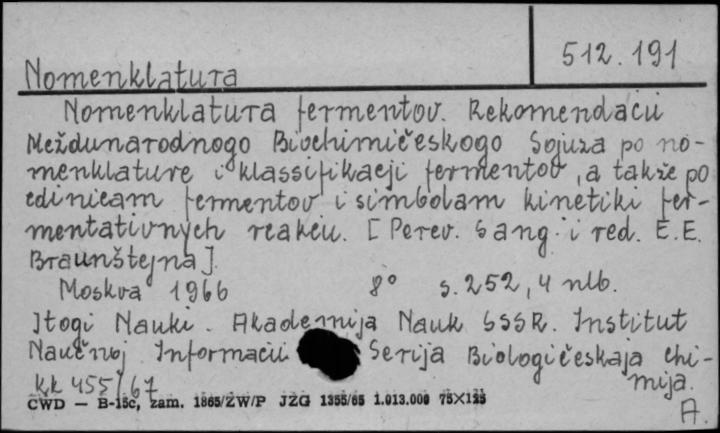 512.191
Nomenklatura
Nomenklatura fermentov. Rekomendacii
Meždunarodnogo Biochimičeskogo Sojuza po no-
menklature i klassifikacji fermentov, a takže po
edinicam fermentov i simbolam kinetiki fer-
mentativnych reakcii. [Perev. s ang. i red. E.E.
Braunštejna].
Moskva 1966 8° s.252, 4 nlb.
Itogi Nauki. Akademija Nauk SSSR. Institut
Naučnoj Informacii Serija Biologičeskaja chi-
mija.
KK 455/67
CWD — B-15c, zam. 1865/ZW/P JZG 1355/65 1.013.000 75×125
A.